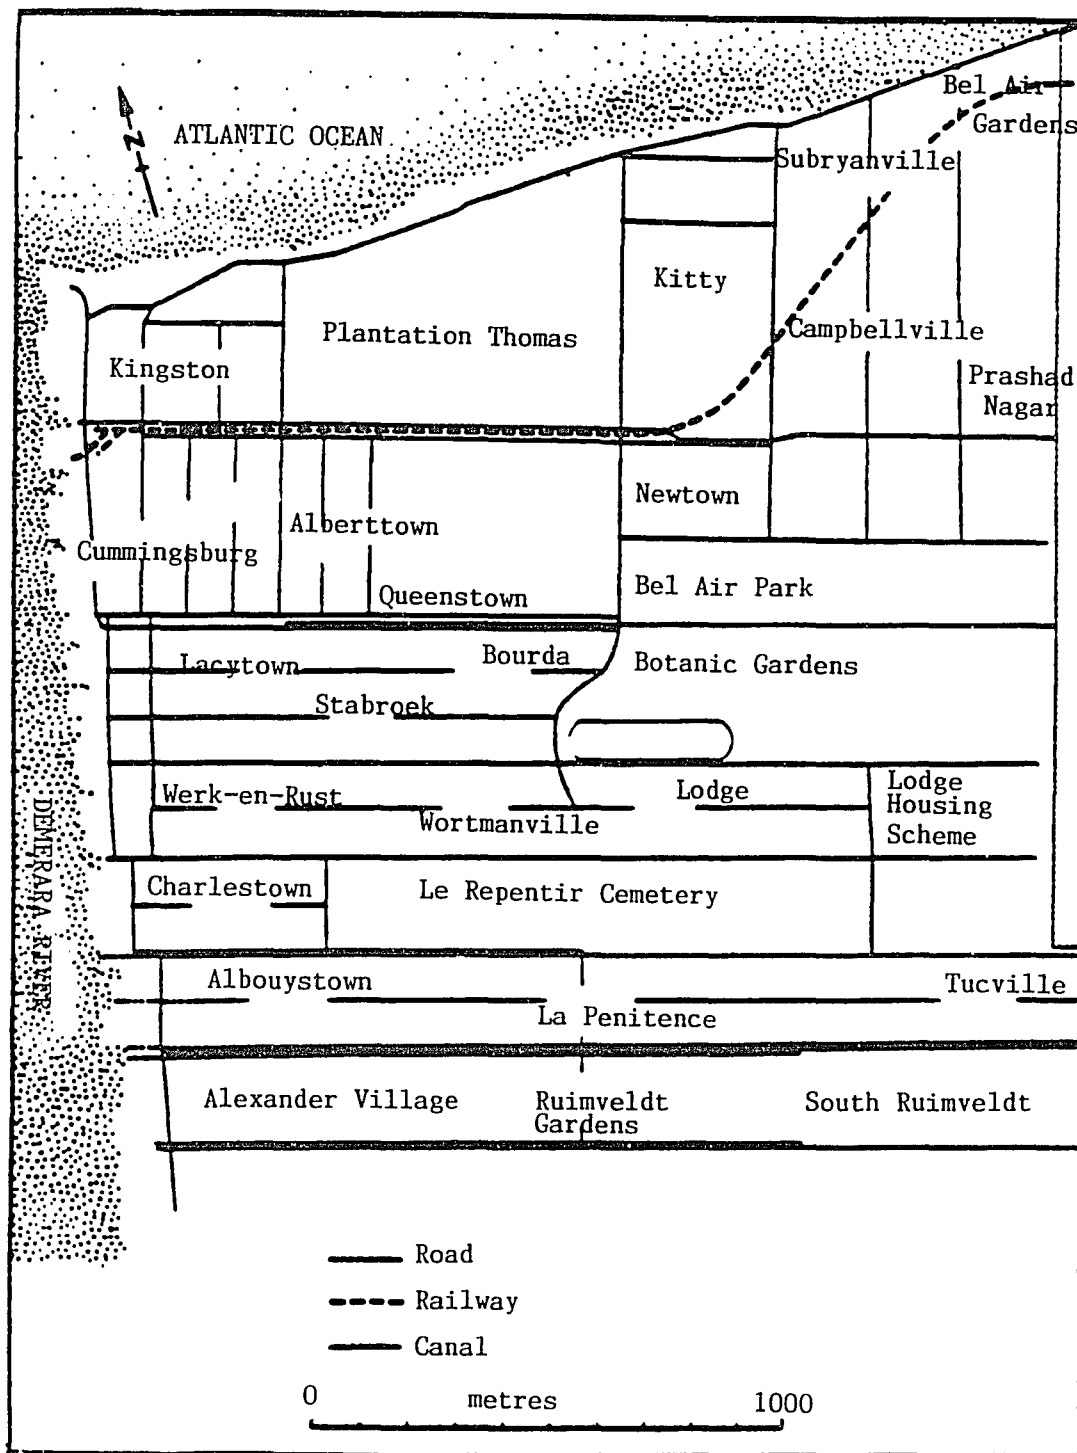 Bel Air
Gardens
N
ATLANTIC OCEAN
Subryanville
Kitty
Plantation Thomas
Campbellville
Kingston
Prashad
Nagar
Newtown
Alberttown
Cummingsburg
Queenstown
Bel Air Park
Lacytown
Bourda
Botanic Gardens
Stabroek
DEMERARA RIVER
Werk-en-Rust
Lodge
Lodge
Housing
Scheme
Wortmanville
Charlestown
Le Repentir Cemetery
Albouystown
Tucville
La Penitence
Alexander Village
Ruimveldt
Gardens
South Ruimveldt
Road
Railway
Canal
0 metres 1000